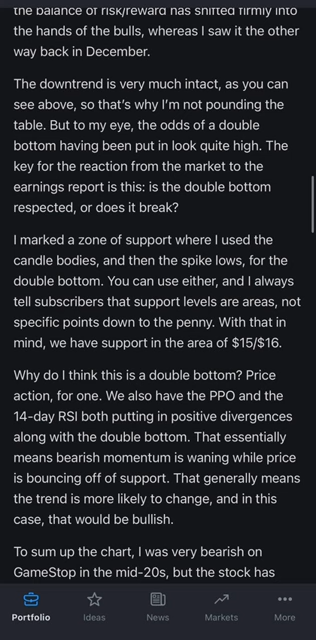 the balance of risk/reward has shifted firmly into
the hands of the bulls, whereas I saw it the other
way back in December.
The downtrend is very much intact, as you can
see above, so that's why I'm not pounding the
table. But to my eye, the odds of a double
bottom having been put in look quite high. The
key for the reaction from the market to the
earnings report is this: is the double bottom
respected, or does it break?
I marked a zone of support where I used the
candle bodies, and then the spike lows, for the
double bottom. You can use either, and I always
tell subscribers that support levels are areas, not
specific points down to the penny. With that in
mind, we have support in the area of $15/$16.
Why do I think this is a double bottom? Price
action, for one. We also have the PPO and the
14-day RSI both putting in positive divergences
along with the double bottom. That essentially
means bearish momentum is waning while price
is bouncing off of support. That generally means
the trend is more likely to change, and in this
case, that would be bullish.
To sum up the chart, I was very bearish on
GameStop in the mid-20s, but the stock has
Portfolio Ideas News Markets More